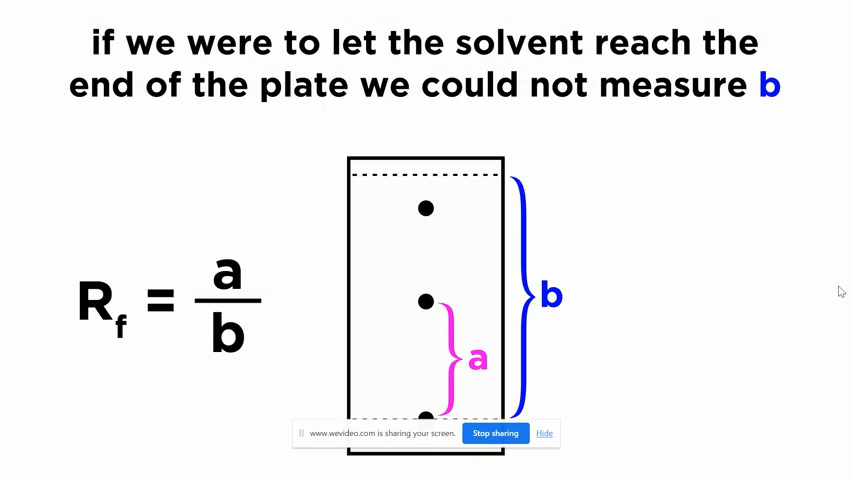 if we were to let the solvent reach the
end of the plate we could not measure b
R_f = a/b
b
a
www.wevideo.com is sharing your screen. Stop sharing Hide